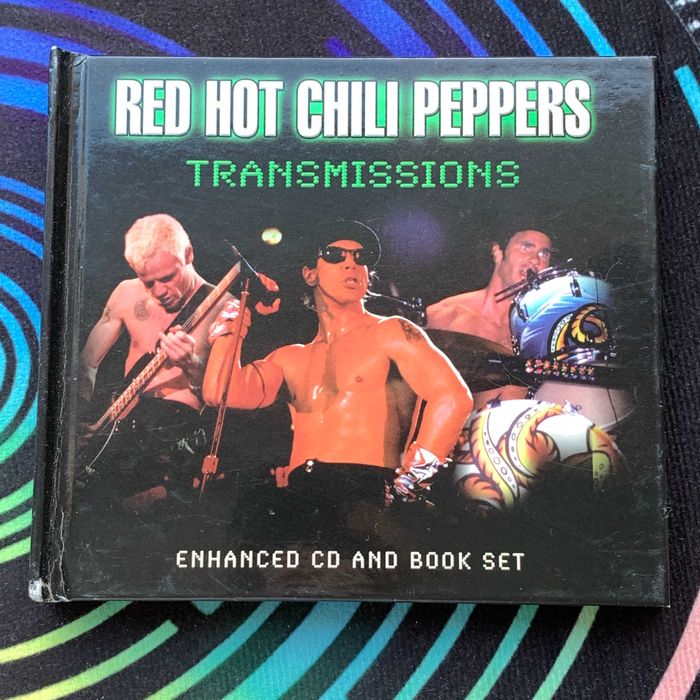 RED HOT CHILI PEPPERS
TRANSMISSIONS
ENHANCED CD AND BOOK SET